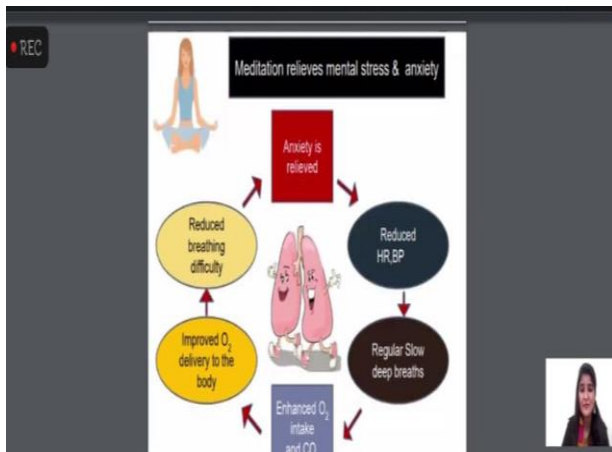 REC
Meditation relieves mental stress & anxiety
Anxiety is
relieved
Reduced
HR,BP
Regular Slow
deep breaths
Enhanced O₂
intake
and CO
Improved O₂
delivery to the
body
Reduced
breathing
difficulty